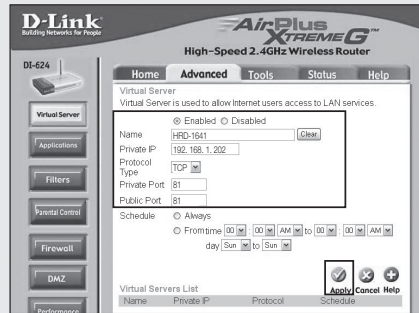 D-Link
Building Networks for People
AirPlus
XTREME G™
High-Speed 2.4GHz Wireless Router
DI-624
Home Advanced Tools Status Help
Virtual Server
Virtual Server is used to allow Internet users access to LAN services.
Enabled Disabled
Name HRD-1641 Clear
Private IP 192. 168. 1. 202
Protocol
Type TCP
Private Port 81
Public Port 81
Schedule Always
From time 00 : 00 AM to 00 : 00 AM
day Sun to Sun
Apply Cancel Help
Virtual Servers List
Name Private IP Protocol Schedule
Virtual Server
Applications
Filters
Parental Control
Firewall
DMZ
Performance